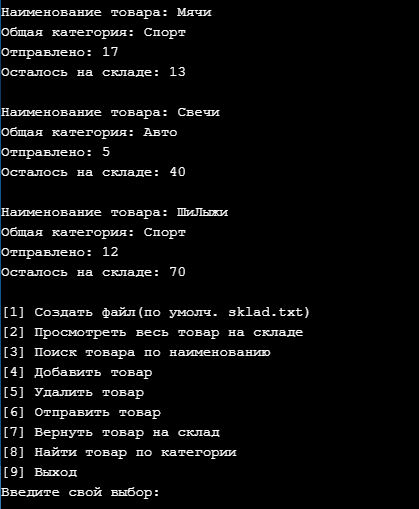 Наименование товара: Мячи
Общая категория: Спорт
Отправлено: 17
Осталось на складе: 13
Наименование товара: Свечи
Общая категория: Авто
Отправлено: 5
Осталось на складе: 40
Наименование товара: ШиЛыжи
Общая категория: Спорт
Отправлено: 12
Осталось на складе: 70
[1] Создать файл(по умолч. sklad.txt)
[2] Просмотреть весь товар на складе
[3] Поиск товара по наименованию
[4] Добавить товар
[5] Удалить товар
[6] Отправить товар
[7] Вернуть товар на склад
[8] Найти товар по категории
[9] Выход
Введите свой выбор: